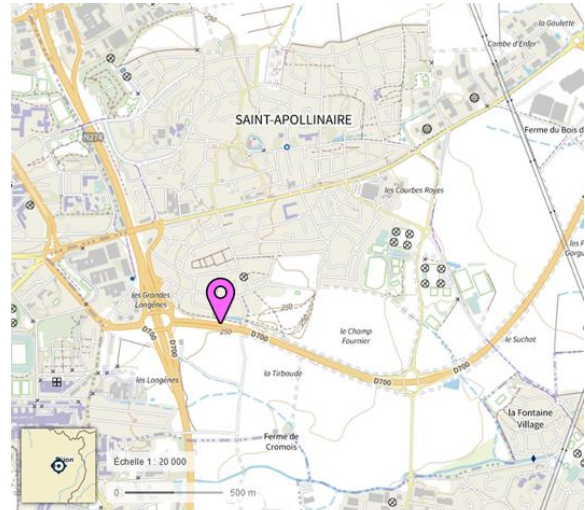 la Goulette
Combe d'Enfer
N274
SAINT-APOLLINAIRE
Ferme du Bois d
les Courbes Royes
les Grandes
Longènes
D700
250
D700
250
le Champ
Fournier
la Tirbaude
D700
D700
le Suchot
D700
les Longènes
la Fontaine
Village
Ferme de
Cromois
Dijon
Échelle 1 : 20 000
0
500 m